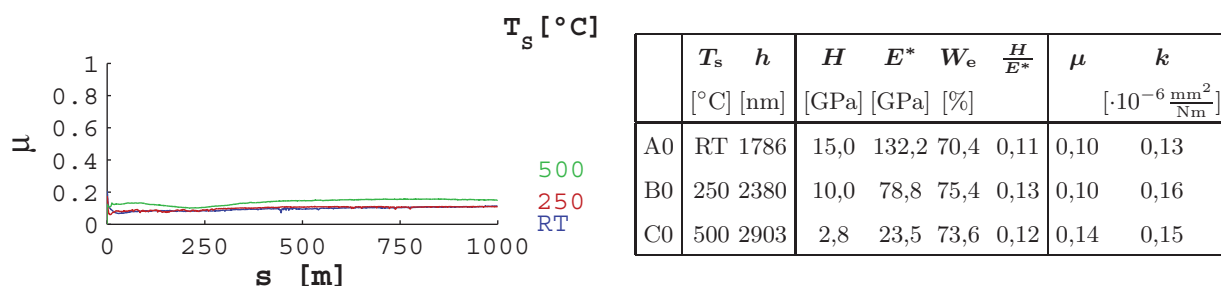 T_s [°C]
1
0.8
0.6
0.4
0.2
0
μ
0 250 500 750 1000
s [m]
500
250
RT
T_s h H E* W_e H/E* μ k
[°C] [nm] [GPa] [GPa] [%] [·10^−6 mm²/Nm]
A0 RT 1786 15,0 132,2 70,4 0,11 0,10 0,13
B0 250 2380 10,0 78,8 75,4 0,13 0,10 0,16
C0 500 2903 2,8 23,5 73,6 0,12 0,14 0,15